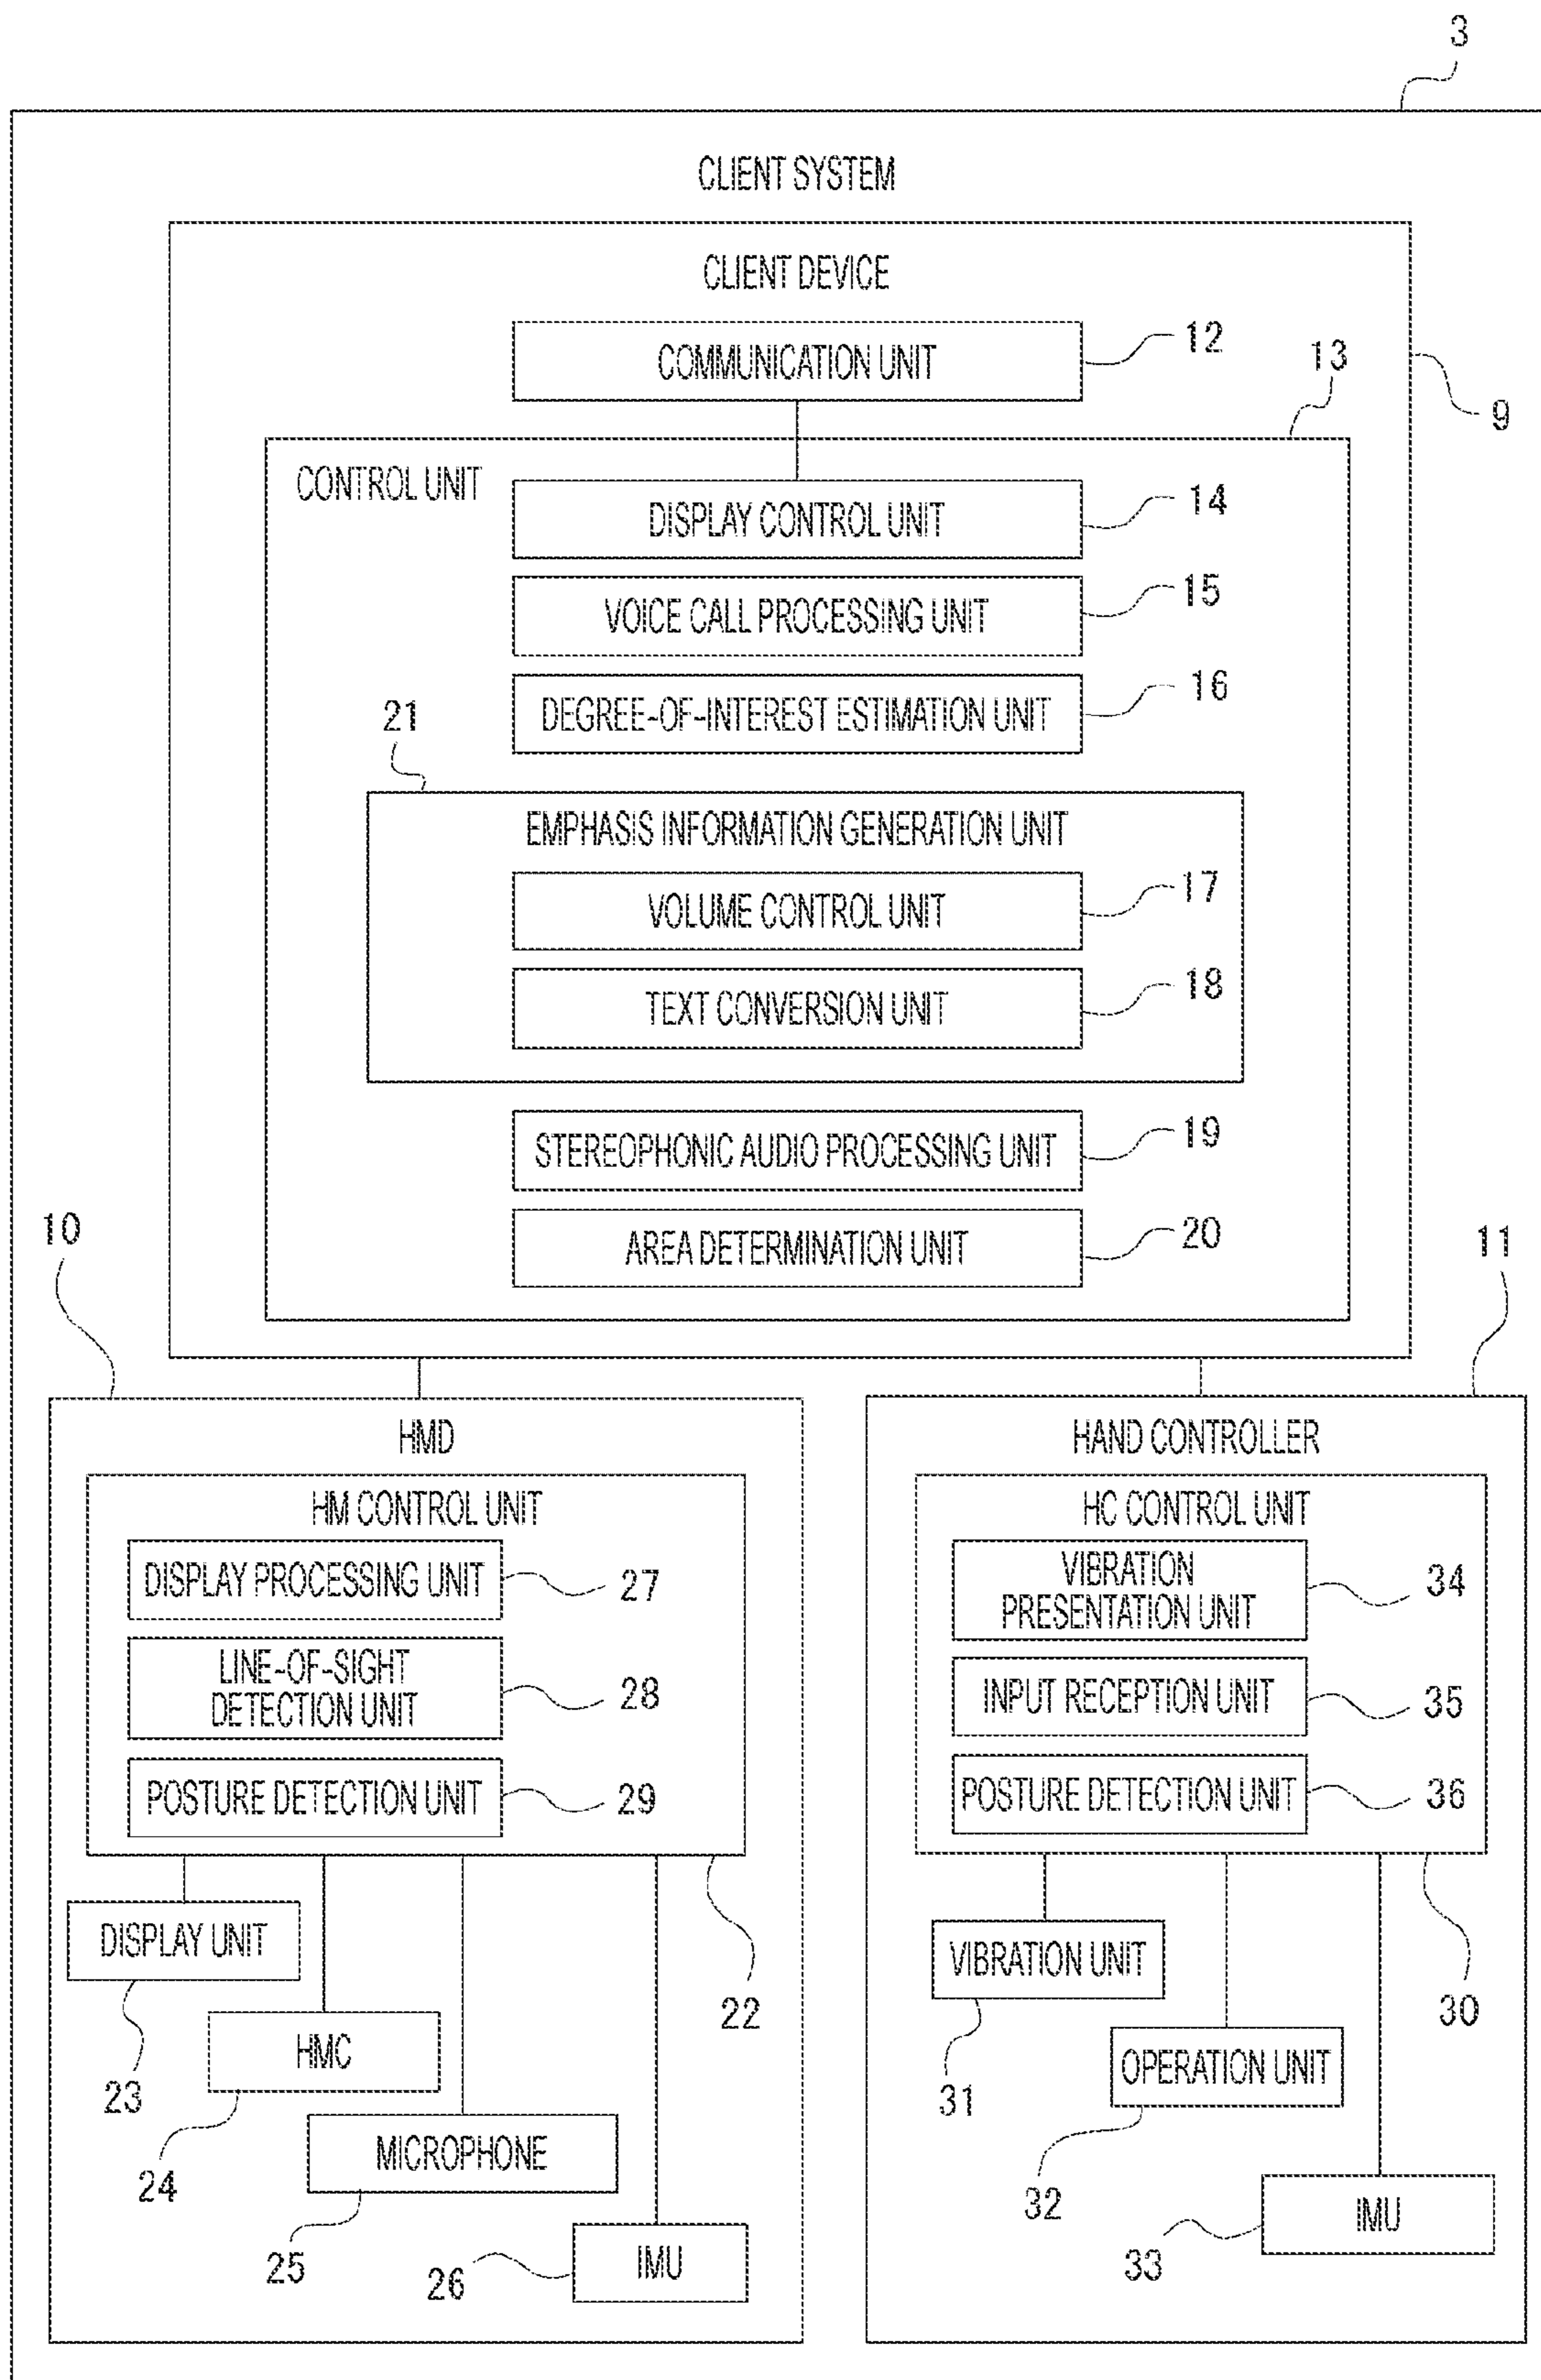 3
CLIENT SYSTEM
CLIENT DEVICE
COMMUNICATION UNIT
12
13
9
CONTROL UNIT
DISPLAY CONTROL UNIT
14
VOICE CALL PROCESSING UNIT
15
DEGREE-OF-INTEREST ESTIMATION UNIT
16
21
EMPHASIS INFORMATION GENERATION UNIT
VOLUME CONTROL UNIT
17
TEXT CONVERSION UNIT
18
STEREOPHONIC AUDIO PROCESSING UNIT
19
AREA DETERMINATION UNIT
20
10
HMD
HM CONTROL UNIT
DISPLAY PROCESSING UNIT
27
LINE-OF-SIGHT
DETECTION UNIT
28
POSTURE DETECTION UNIT
29
22
DISPLAY UNIT
23
HMC
24
MICROPHONE
25
IMU
26
11
HAND CONTROLLER
HC CONTROL UNIT
VIBRATION
PRESENTATION UNIT
34
INPUT RECEPTION UNIT
35
POSTURE DETECTION UNIT
36
30
VIBRATION UNIT
31
OPERATION UNIT
32
IMU
33